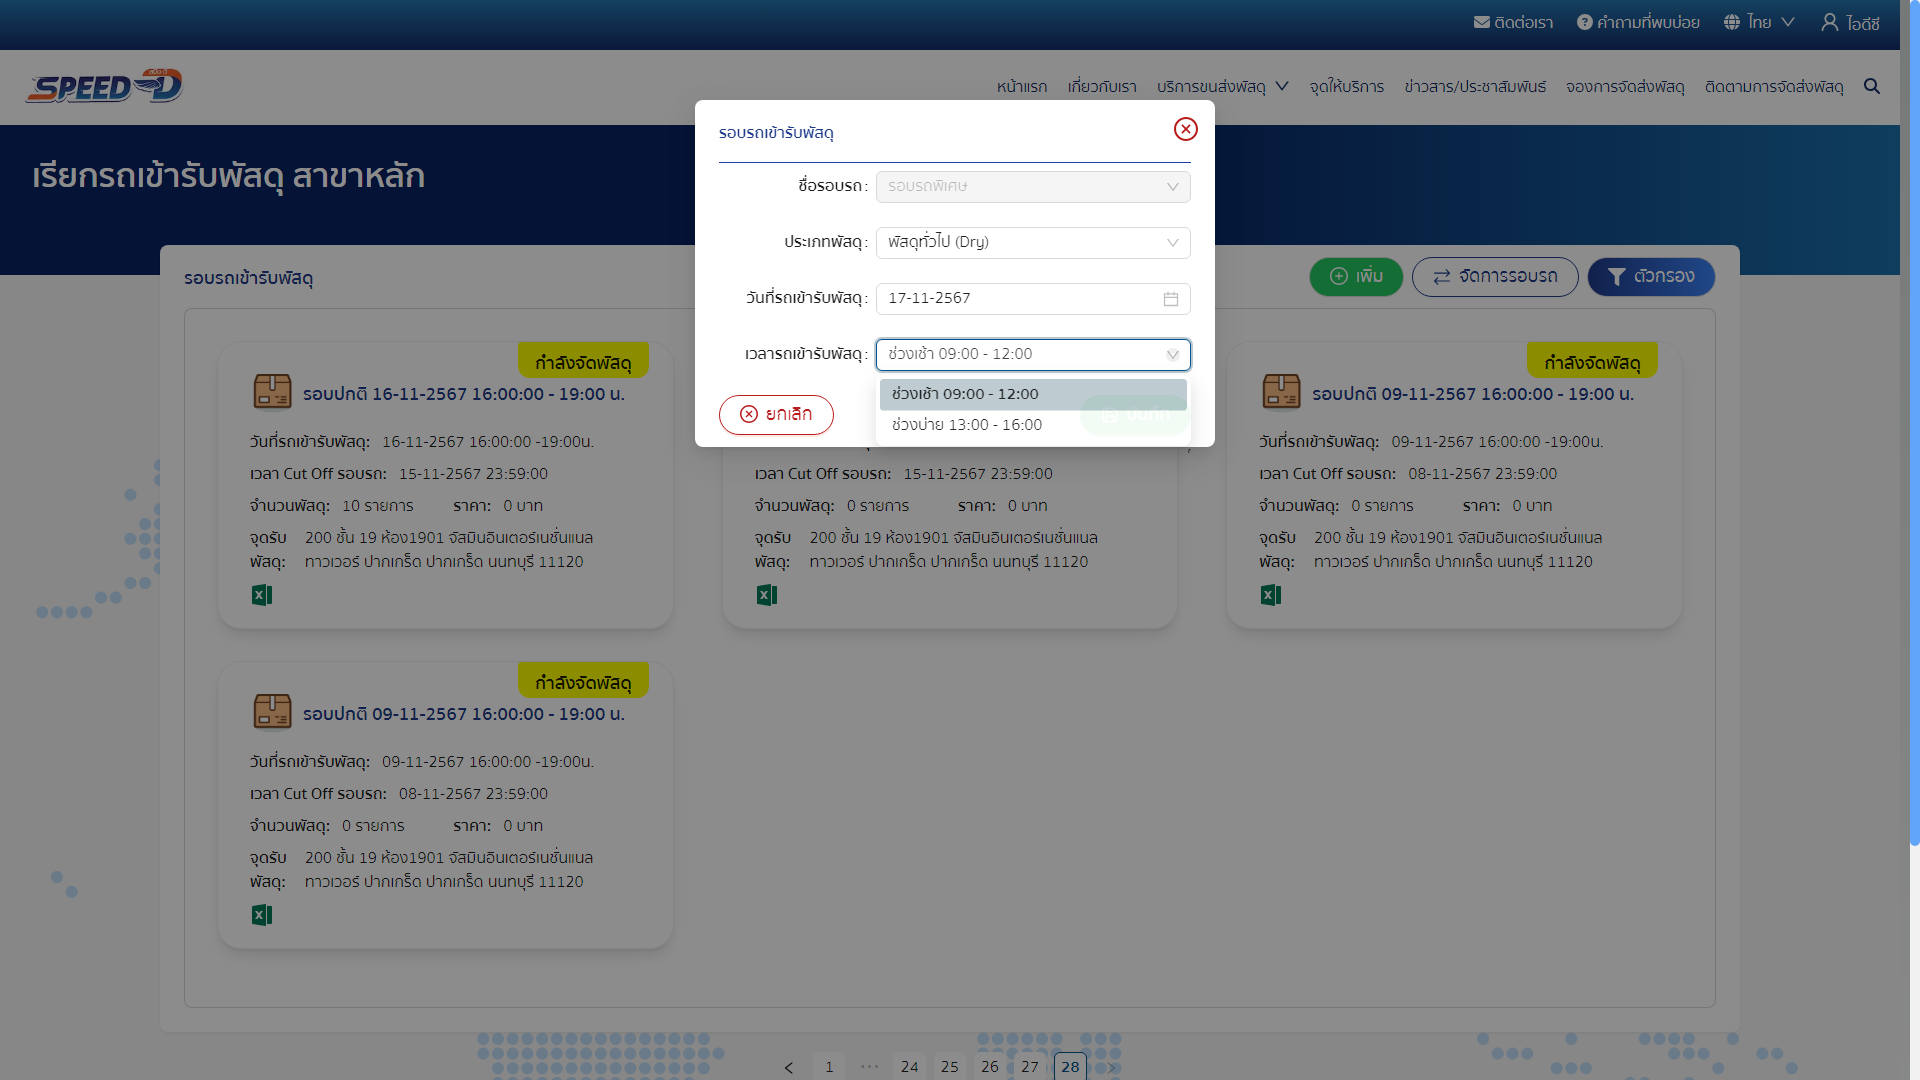 ติดต่อเรา คำถามที่พบบ่อย ไทย ไอดีซี
สปีด ดี
SPEED D
หน้าแรก เกี่ยวกับเรา บริการขนส่งพัสดุ จุดให้บริการ ข่าวสาร/ประชาสัมพันธ์ จองการจัดส่งพัสดุ ติดตามการจัดส่งพัสดุ
เรียกรถเข้ารับพัสดุ สาขาหลัก
รอบรถเข้ารับพัสดุ
เพิ่ม จัดการรอบรถ ตัวกรอง
รอบรถเข้ารับพัสดุ
ชื่อรอบรถ : รอบรถพิเศษ
ประเภทพัสดุ : พัสดุทั่วไป (Dry)
วันที่รถเข้ารับพัสดุ : 17-11-2567
เวลารถเข้ารับพัสดุ : ช่วงเช้า 09:00 - 12:00
ช่วงเช้า 09:00 - 12:00
ช่วงบ่าย 13:00 - 16:00
ยกเลิก บันทึก
กำลังจัดพัสดุ
รอบปกติ 16-11-2567 16:00:00 - 19:00 น.
วันที่รถเข้ารับพัสดุ: 16-11-2567 16:00:00 -19:00น.
เวลา Cut Off รอบรถ: 15-11-2567 23:59:00
จำนวนพัสดุ: 10 รายการ ราคา: 0 บาท
จุดรับพัสดุ: 200 ชั้น 19 ห้อง1901 จัสมินอินเตอร์เนชั่นแนล
ทาวเวอร์ ปากเกร็ด ปากเกร็ด นนทบุรี 11120
เวลา Cut Off รอบรถ: 15-11-2567 23:59:00
จำนวนพัสดุ: 0 รายการ ราคา: 0 บาท
จุดรับพัสดุ: 200 ชั้น 19 ห้อง1901 จัสมินอินเตอร์เนชั่นแนล
ทาวเวอร์ ปากเกร็ด ปากเกร็ด นนทบุรี 11120
กำลังจัดพัสดุ
รอบปกติ 09-11-2567 16:00:00 - 19:00 น.
วันที่รถเข้ารับพัสดุ: 09-11-2567 16:00:00 -19:00น.
เวลา Cut Off รอบรถ: 08-11-2567 23:59:00
จำนวนพัสดุ: 0 รายการ ราคา: 0 บาท
จุดรับพัสดุ: 200 ชั้น 19 ห้อง1901 จัสมินอินเตอร์เนชั่นแนล
ทาวเวอร์ ปากเกร็ด ปากเกร็ด นนทบุรี 11120
กำลังจัดพัสดุ
รอบปกติ 09-11-2567 16:00:00 - 19:00 น.
วันที่รถเข้ารับพัสดุ: 09-11-2567 16:00:00 -19:00น.
เวลา Cut Off รอบรถ: 08-11-2567 23:59:00
จำนวนพัสดุ: 0 รายการ ราคา: 0 บาท
จุดรับพัสดุ: 200 ชั้น 19 ห้อง1901 จัสมินอินเตอร์เนชั่นแนล
ทาวเวอร์ ปากเกร็ด ปากเกร็ด นนทบุรี 11120
< 1 ••• 24 25 26 27 28 >